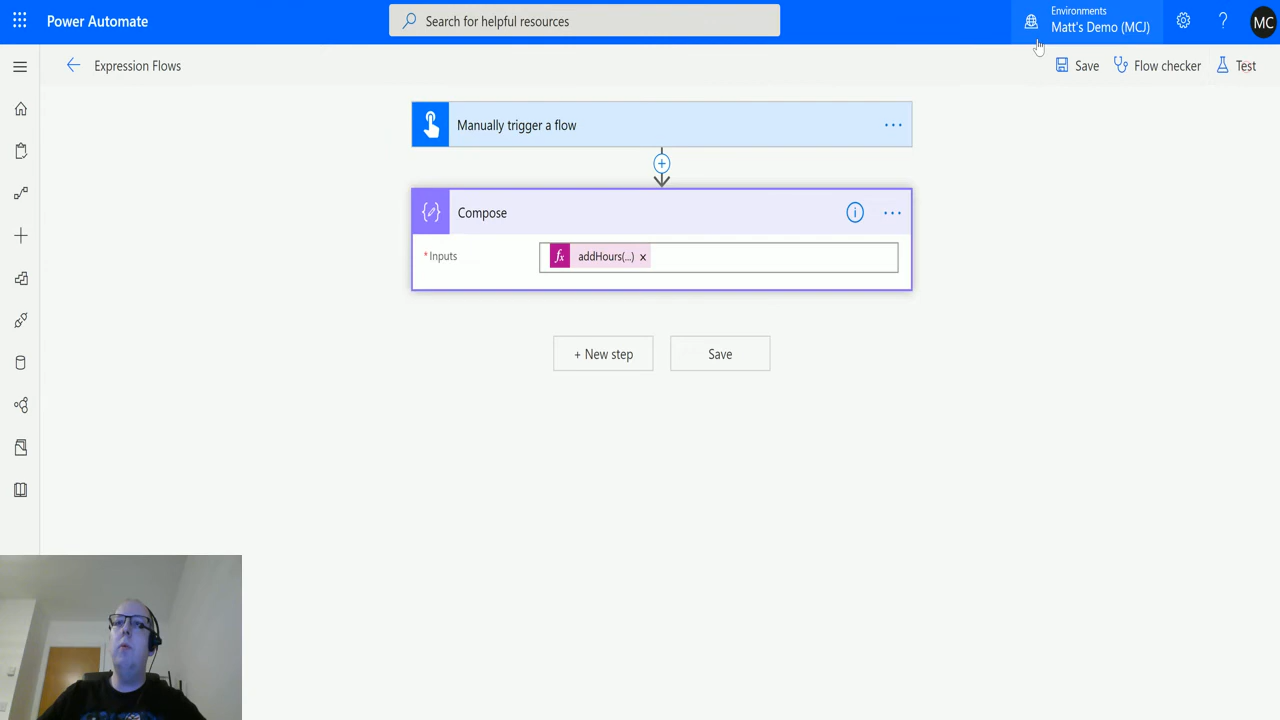 Power Automate
Search for helpful resources
Environments
Matt's Demo (MCJ)
?
MC
Expression Flows
Save
Flow checker
Test
Manually trigger a flow
...
+
Compose
i
...
* Inputs
fx addHours(...) ×
+ New step
Save